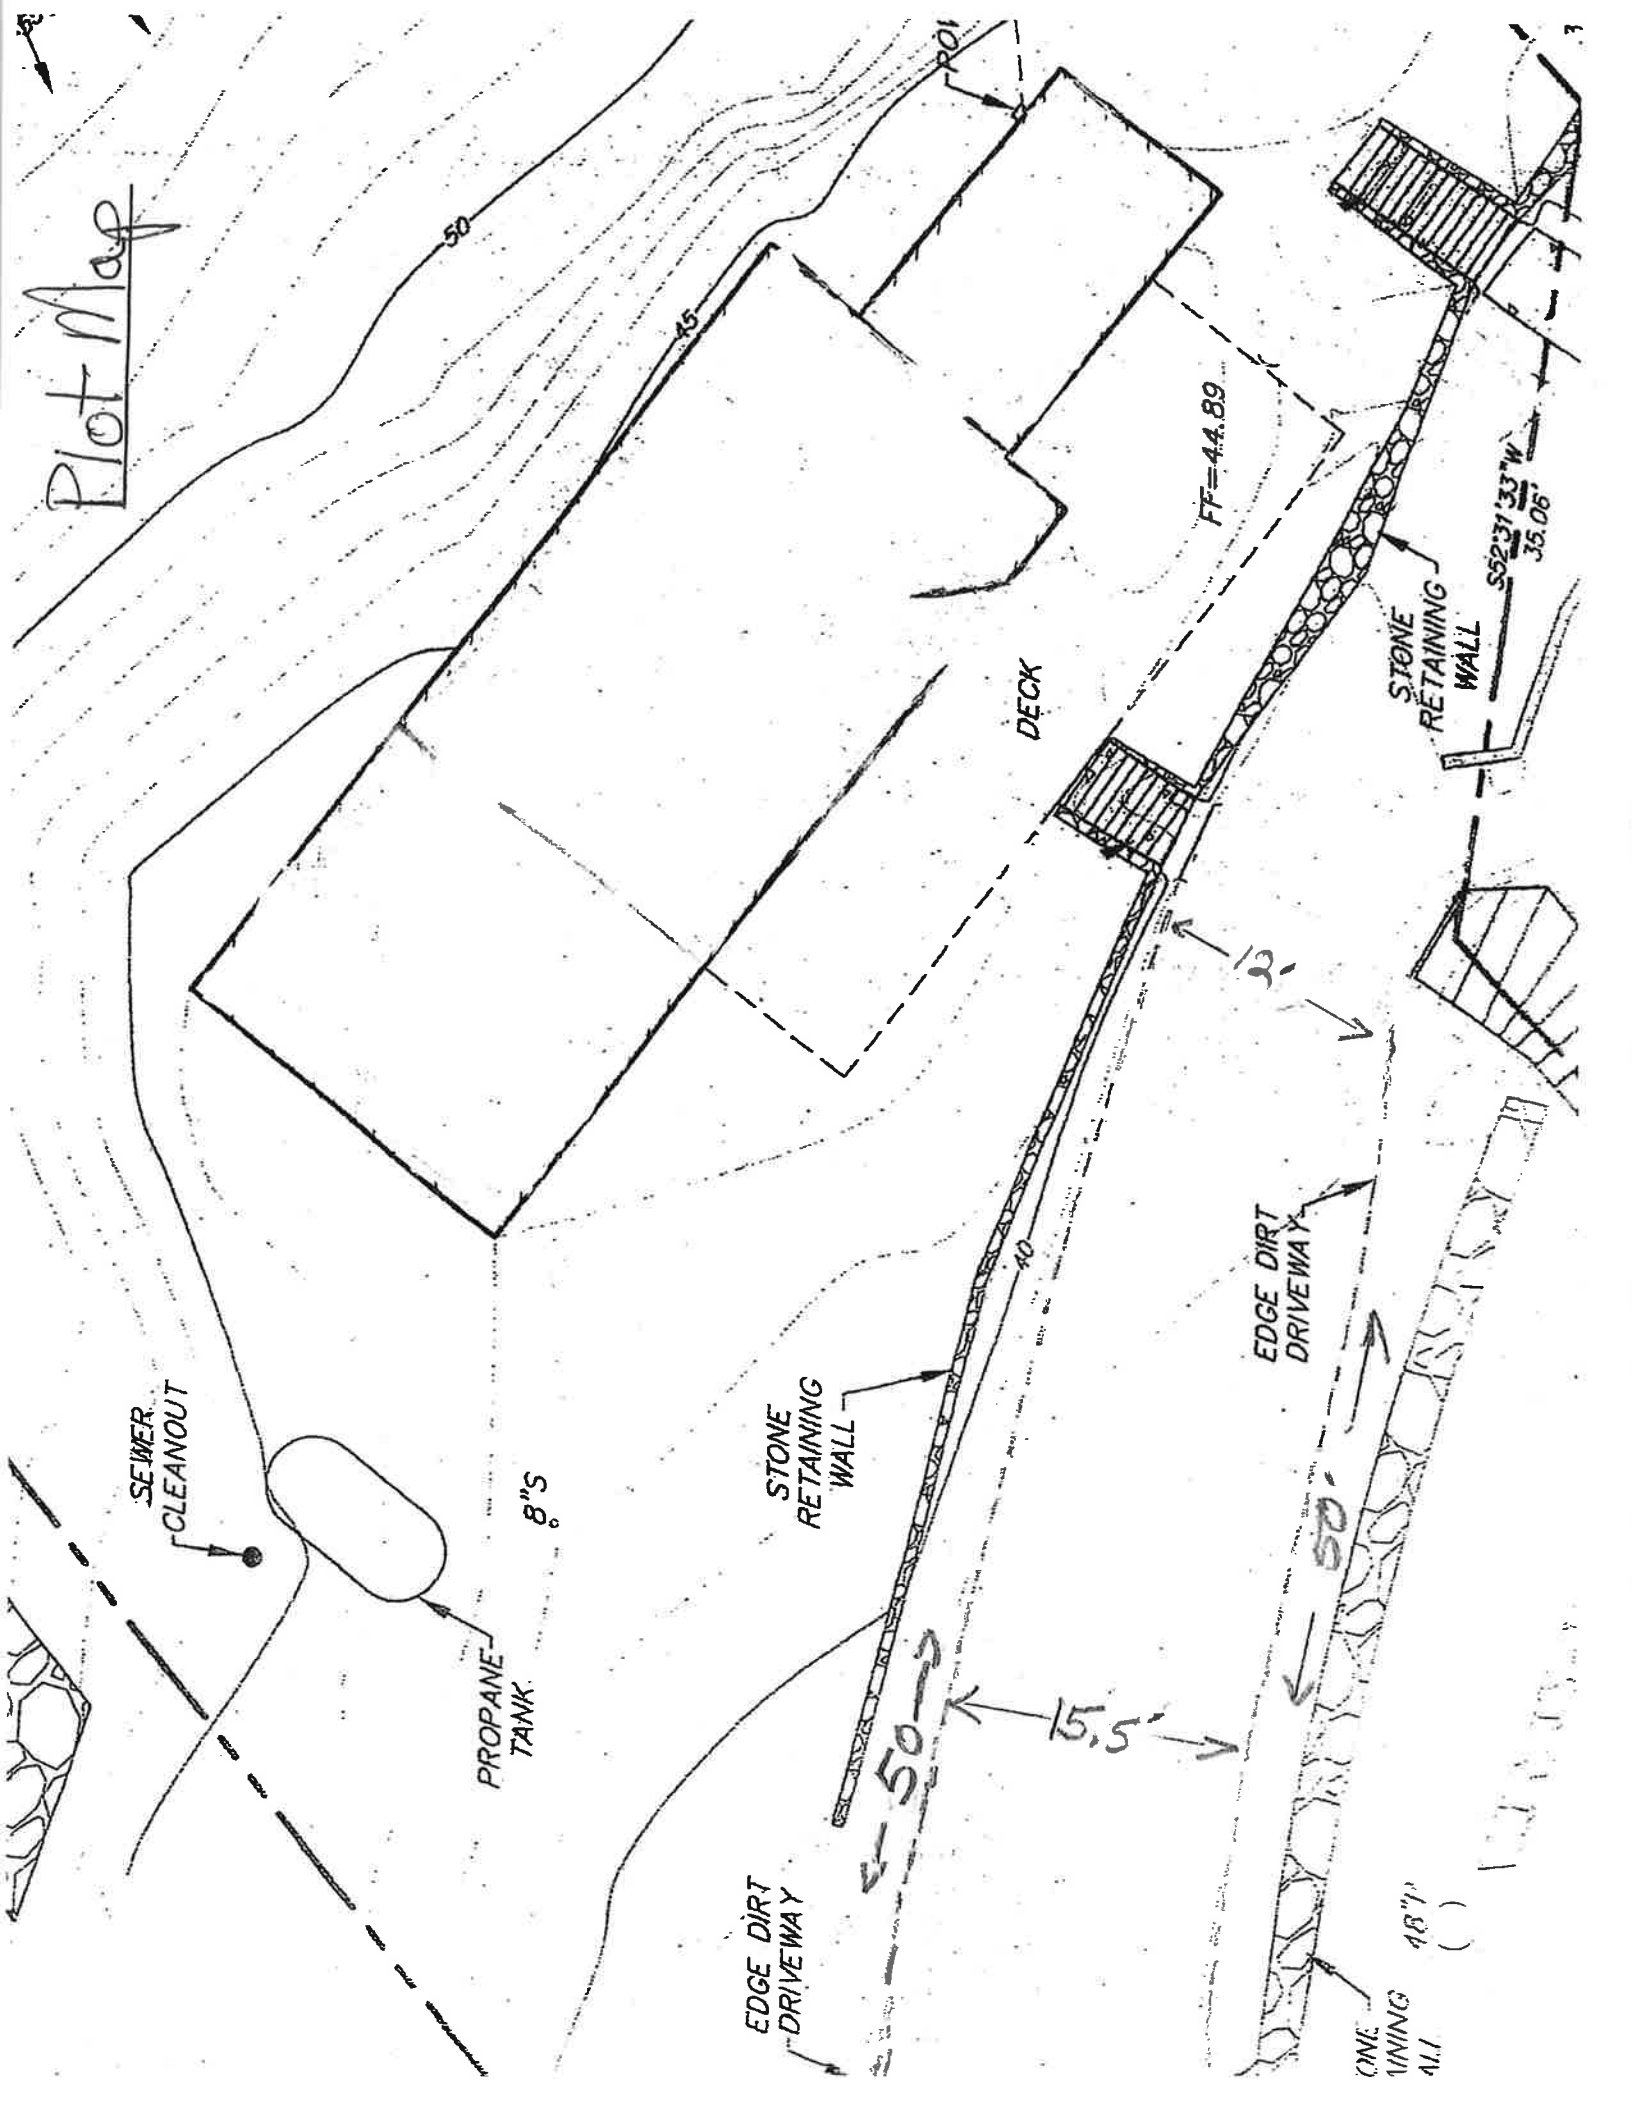 Plot Map
50
45
FF=44.89
DECK
STONE
RETAINING
WALL
S52°31'33"W
35.06'
SEWER
CLEANOUT
PROPANE
TANK
8"S
STONE
RETAINING
WALL
40
12'
EDGE DIRT
DRIVEWAY
50'
50
15.5'
EDGE DIRT
DRIVEWAY